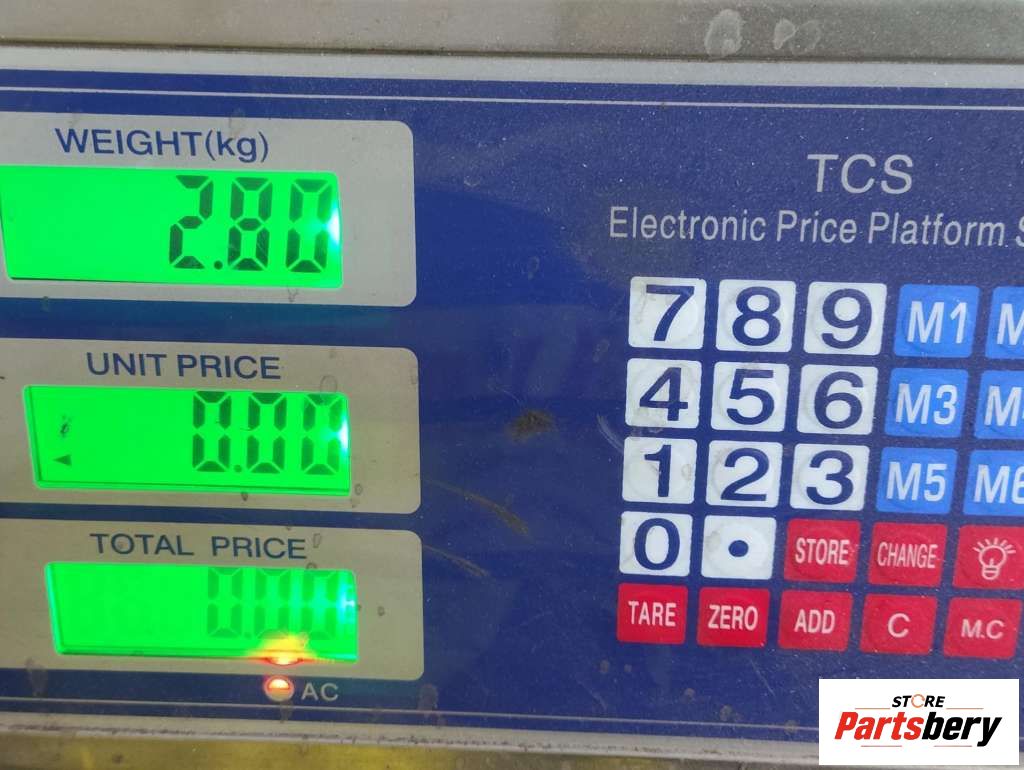 WEIGHT(kg)
2.80
UNIT PRICE
0.00
TOTAL PRICE
0.00
AC
TCS
Electronic Price Platform
7 8 9 M1
4 5 6 M3
1 2 3 M5 M6
0 . STORE CHANGE
TARE ZERO ADD C M.C
STORE
Partsbery